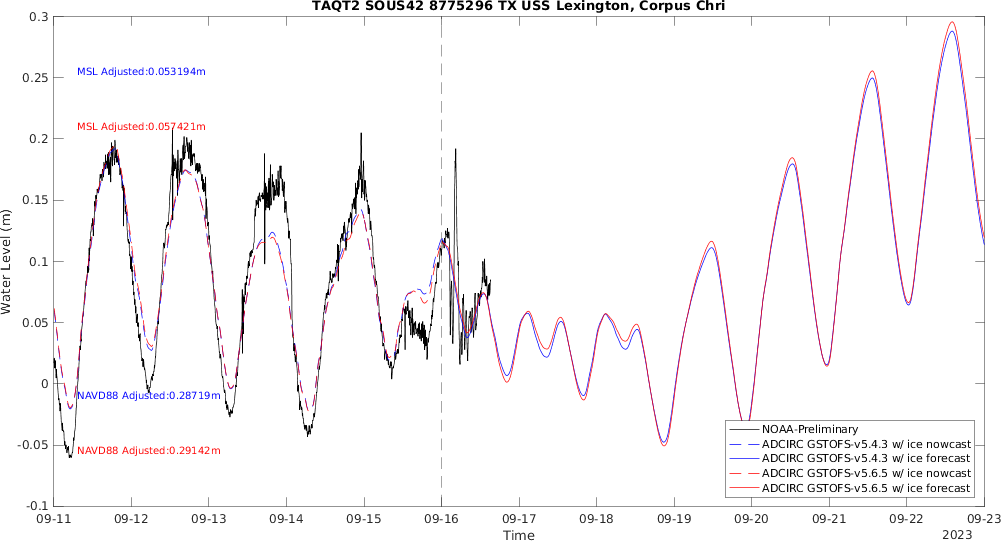 TAQT2 SOUS42 8775296 TX USS Lexington, Corpus Chri
0.3
0.25
0.2
0.15
0.1
0.05
0
-0.05
-0.1
Water Level (m)
MSL Adjusted:0.053194m
MSL Adjusted:0.057421m
NAVD88 Adjusted:0.28719m
NAVD88 Adjusted:0.29142m
NOAA-Preliminary
ADCIRC GSTOFS-v5.4.3 w/ ice nowcast
ADCIRC GSTOFS-v5.4.3 w/ ice forecast
ADCIRC GSTOFS-v5.6.5 w/ ice nowcast
ADCIRC GSTOFS-v5.6.5 w/ ice forecast
09-11 09-12 09-13 09-14 09-15 09-16 09-17 09-18 09-19 09-20 09-21 09-22 09-23
Time
2023